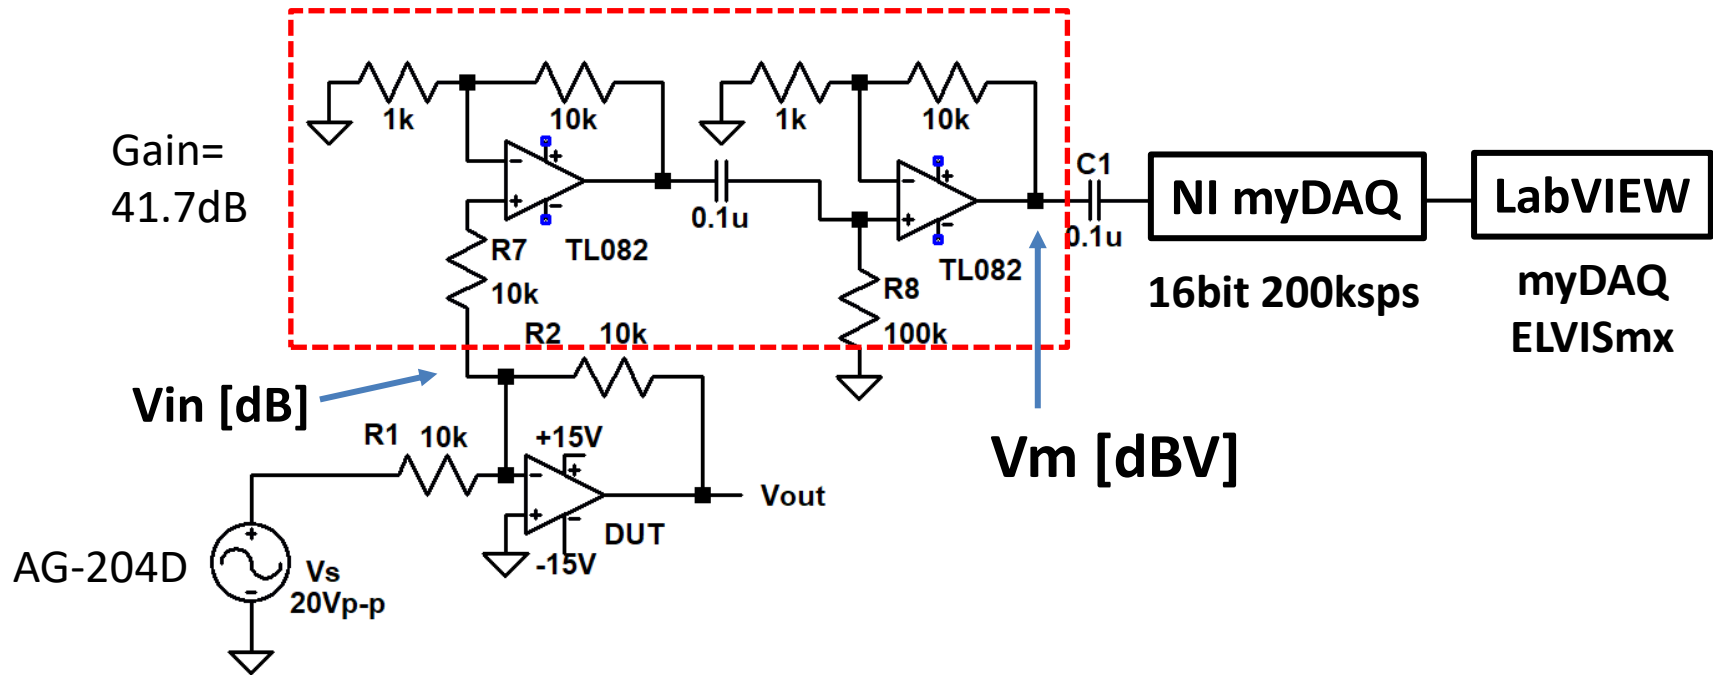 Gain=
41.7dB
1k
10k
TL082
0.1u
R7
10k
1k
10k
TL082
R8
100k
C1
0.1u
NI myDAQ
16bit 200ksps
LabVIEW
myDAQ
ELVISmx
R2 10k
Vin [dB]
Vm [dBV]
R1 10k
+15V
-15V
DUT
Vout
AG-204D
Vs
20Vp-p